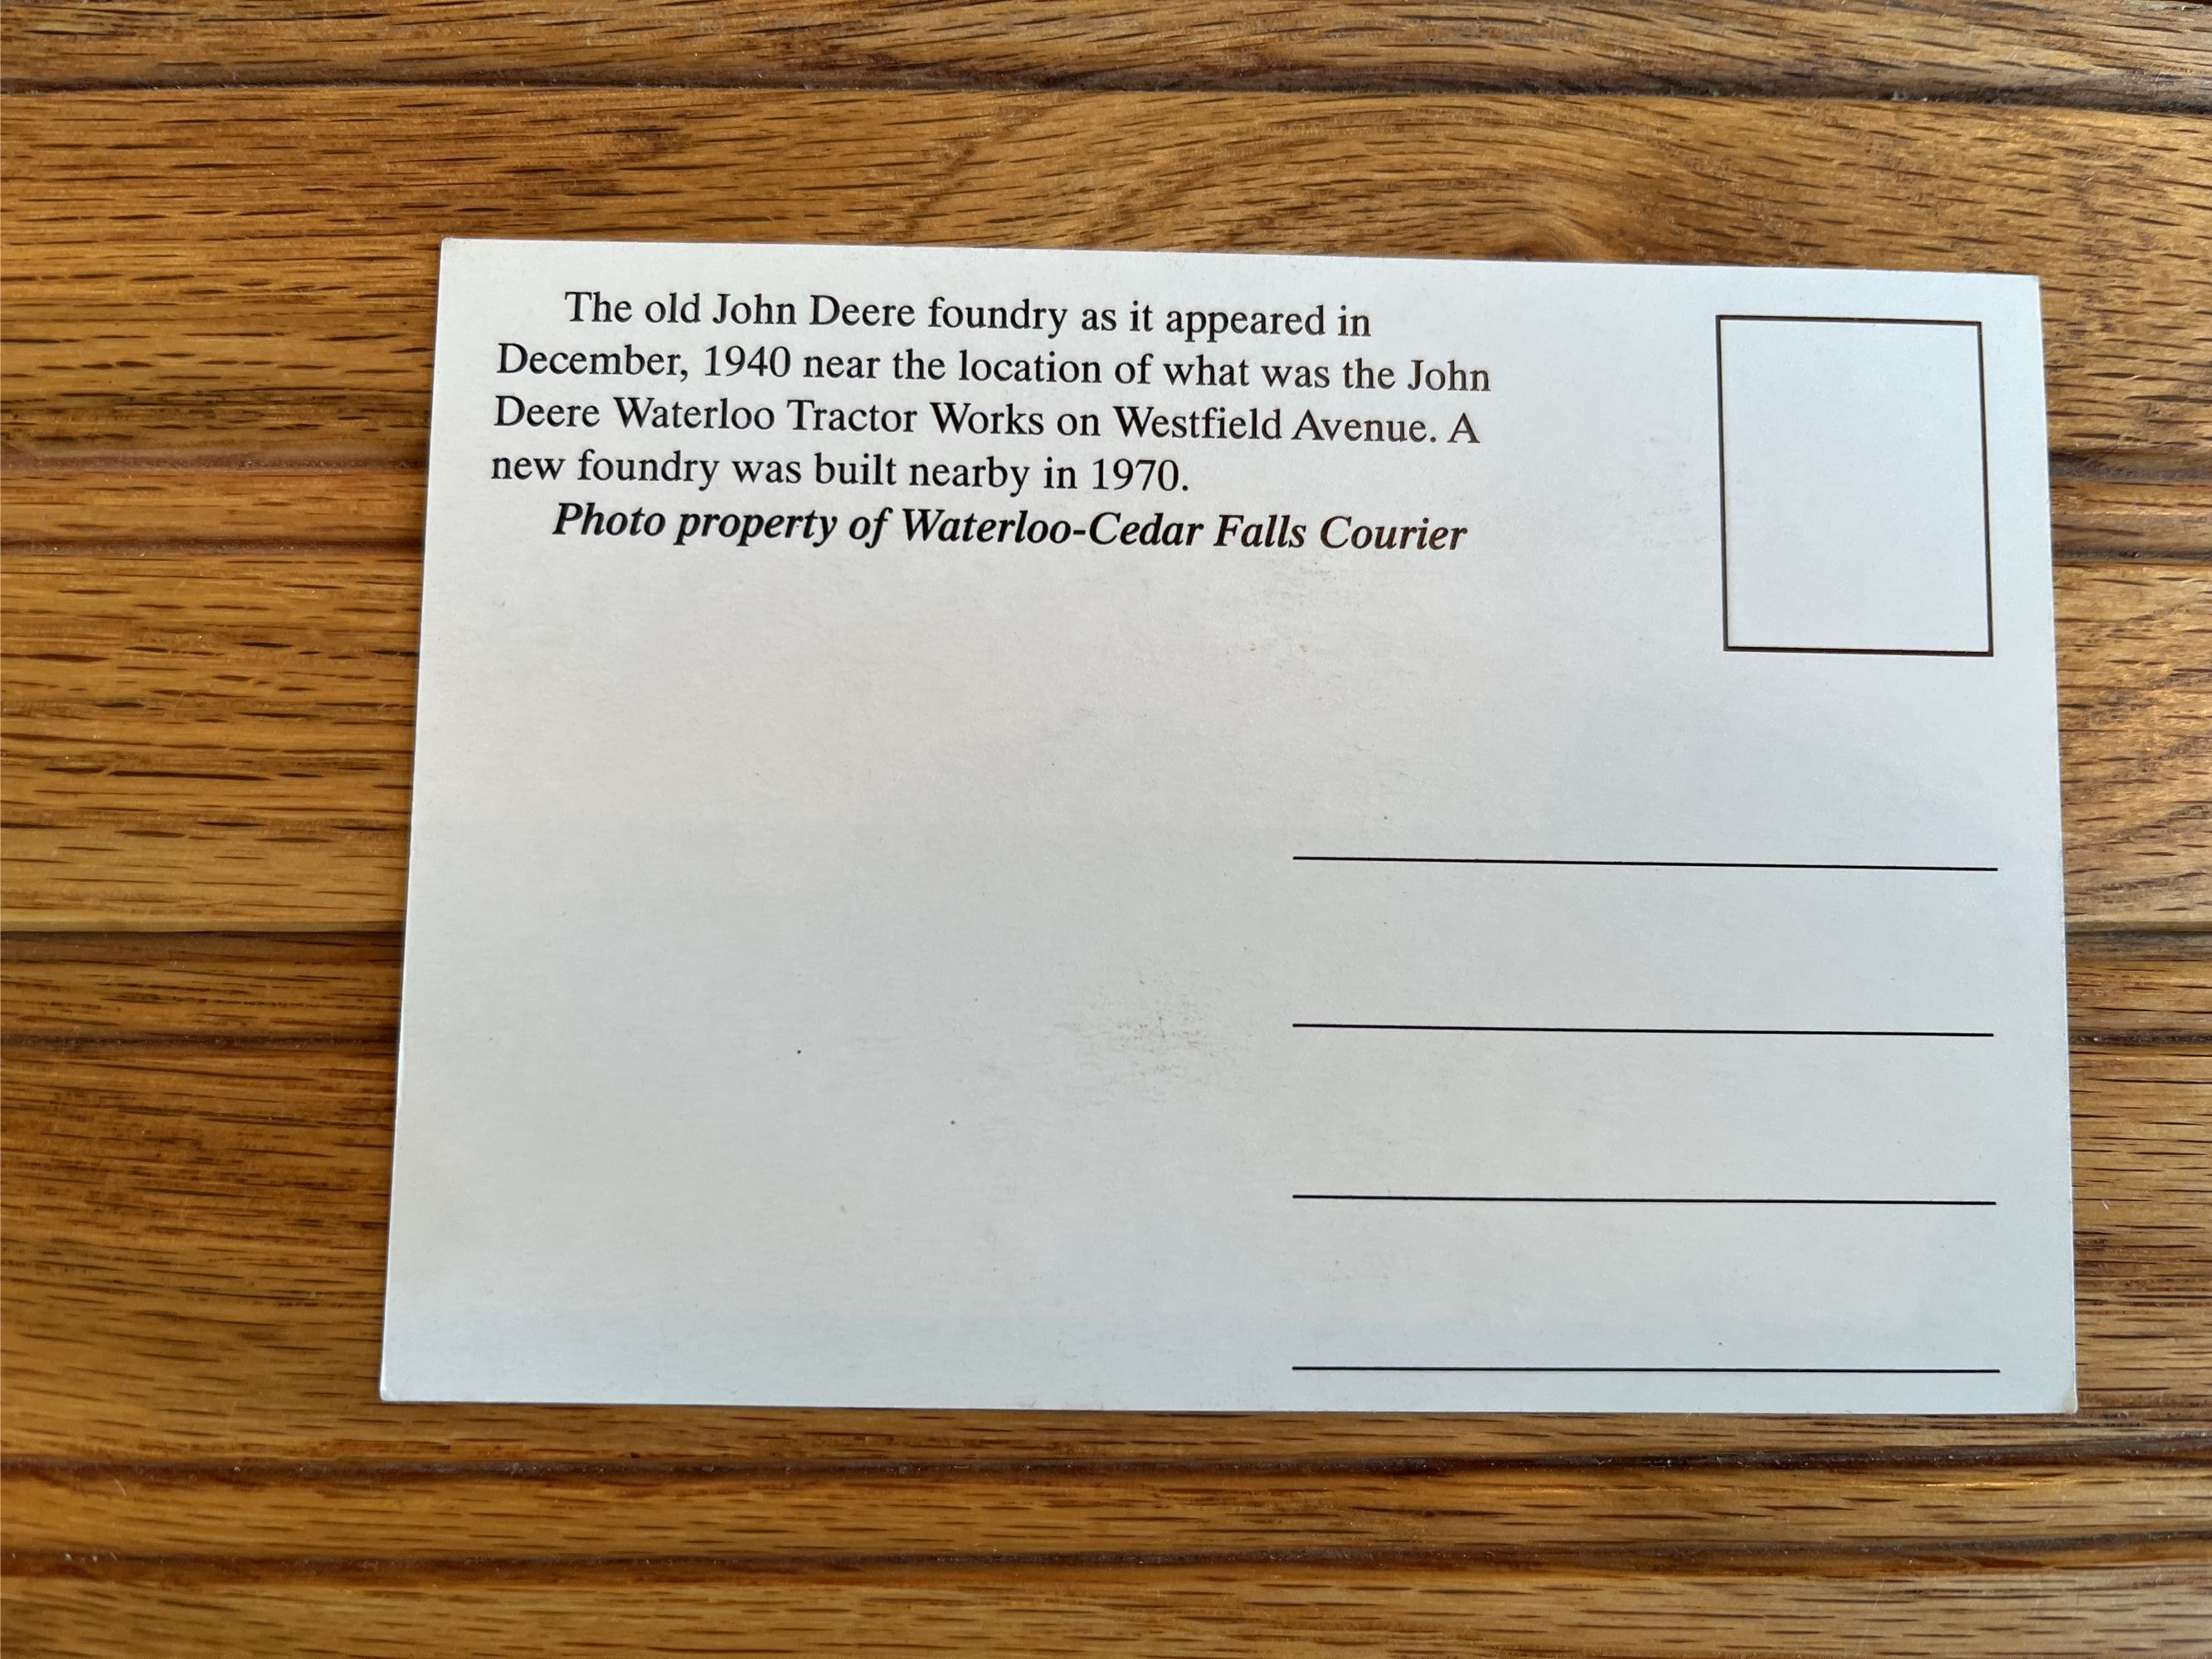 The old John Deere foundry as it appeared in
December, 1940 near the location of what was the John
Deere Waterloo Tractor Works on Westfield Avenue. A
new foundry was built nearby in 1970.
Photo property of Waterloo-Cedar Falls Courier